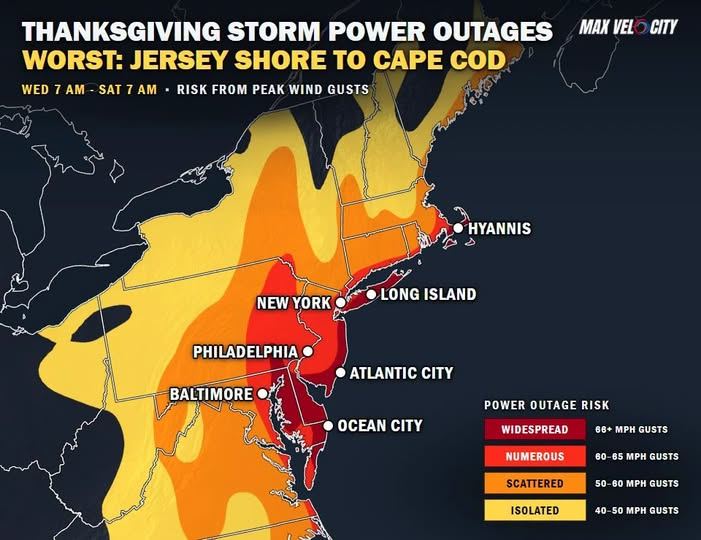 THANKSGIVING STORM POWER OUTAGES
MAX VELOCITY
WORST: JERSEY SHORE TO CAPE COD
WED 7 AM - SAT 7 AM • RISK FROM PEAK WIND GUSTS
HYANNIS
NEW YORK
LONG ISLAND
PHILADELPHIA
ATLANTIC CITY
BALTIMORE
OCEAN CITY
POWER OUTAGE RISK
WIDESPREAD 66+ MPH GUSTS
NUMEROUS 60-65 MPH GUSTS
SCATTERED 50-60 MPH GUSTS
ISOLATED 40-50 MPH GUSTS